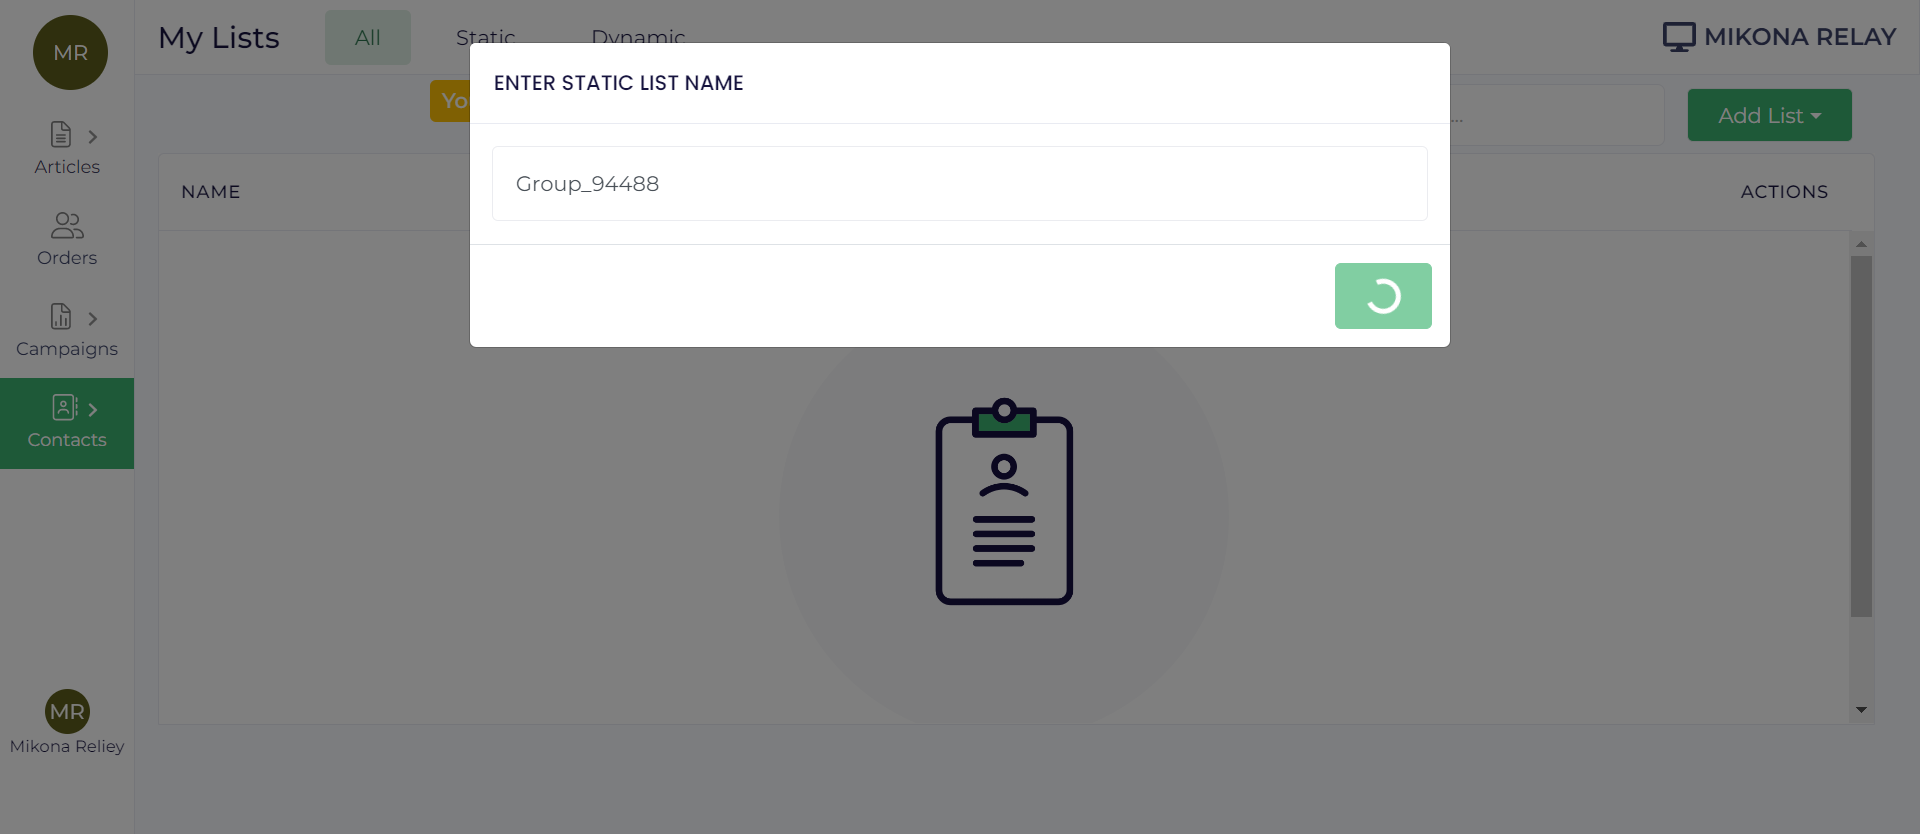 MR
My Lists
All
Static
Dynamic
MIKONA RELAY
ENTER STATIC LIST NAME
Group_94488
Yo
...
Add List
NAME
ACTIONS
Articles
Orders
Campaigns
Contacts
MR
Mikona Reliey